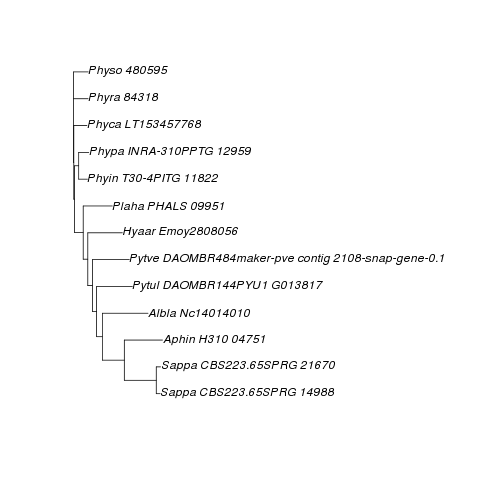 Physo 480595
Phyra 84318
Phyca LT153457768
Phypa INRA-310PPTG 12959
Phyin T30-4PITG 11822
Plaha PHALS 09951
Hyaar Emoy2808056
Pytve DAOMBR484maker-pve contig 2108-snap-gene-0.1
Pytul DAOMBR144PYU1 G013817
Albla Nc14014010
Aphin H310 04751
Sappa CBS223.65SPRG 21670
Sappa CBS223.65SPRG 14988